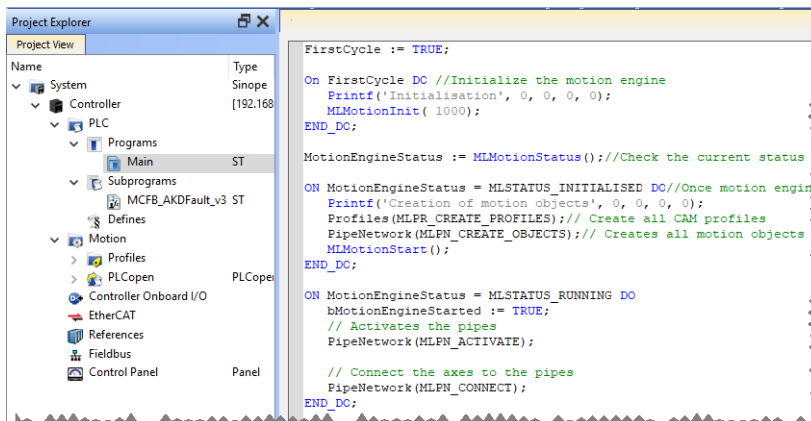 Project Explorer
Project View
Name Type
System Sinope
Controller [192.168
PLC
Programs
Main ST
Subprograms
MCFB_AKDFault_v3 ST
Defines
Motion
Profiles
PLCopen PLCope
Controller Onboard I/O
EtherCAT
References
Fieldbus
Control Panel Panel
FirstCycle := TRUE;
On FirstCycle DC //Initialize the motion engine
Printf('Initialisation', 0, 0, 0, 0);
MLMotionInit( 1000);
END_DC;
MotionEngineStatus := MLMotionStatus();//Check the current status
ON MotionEngineStatus = MLSTATUS_INITIALISED DC//Once motion engin
Printf('Creation of motion objects', 0, 0, 0, 0);
Profiles(MLPR_CREATE_PROFILES);// Create all CAM profiles
PipeNetwork(MLPN_CREATE_OBJECTS);// Creates all motion objects
MLMotionStart();
END_DC;
ON MotionEngineStatus = MLSTATUS_RUNNING DO
bMotionEngineStarted := TRUE;
// Activates the pipes
PipeNetwork(MLPN_ACTIVATE);
// Connect the axes to the pipes
PipeNetwork(MLPN_CONNECT);
END_DC;